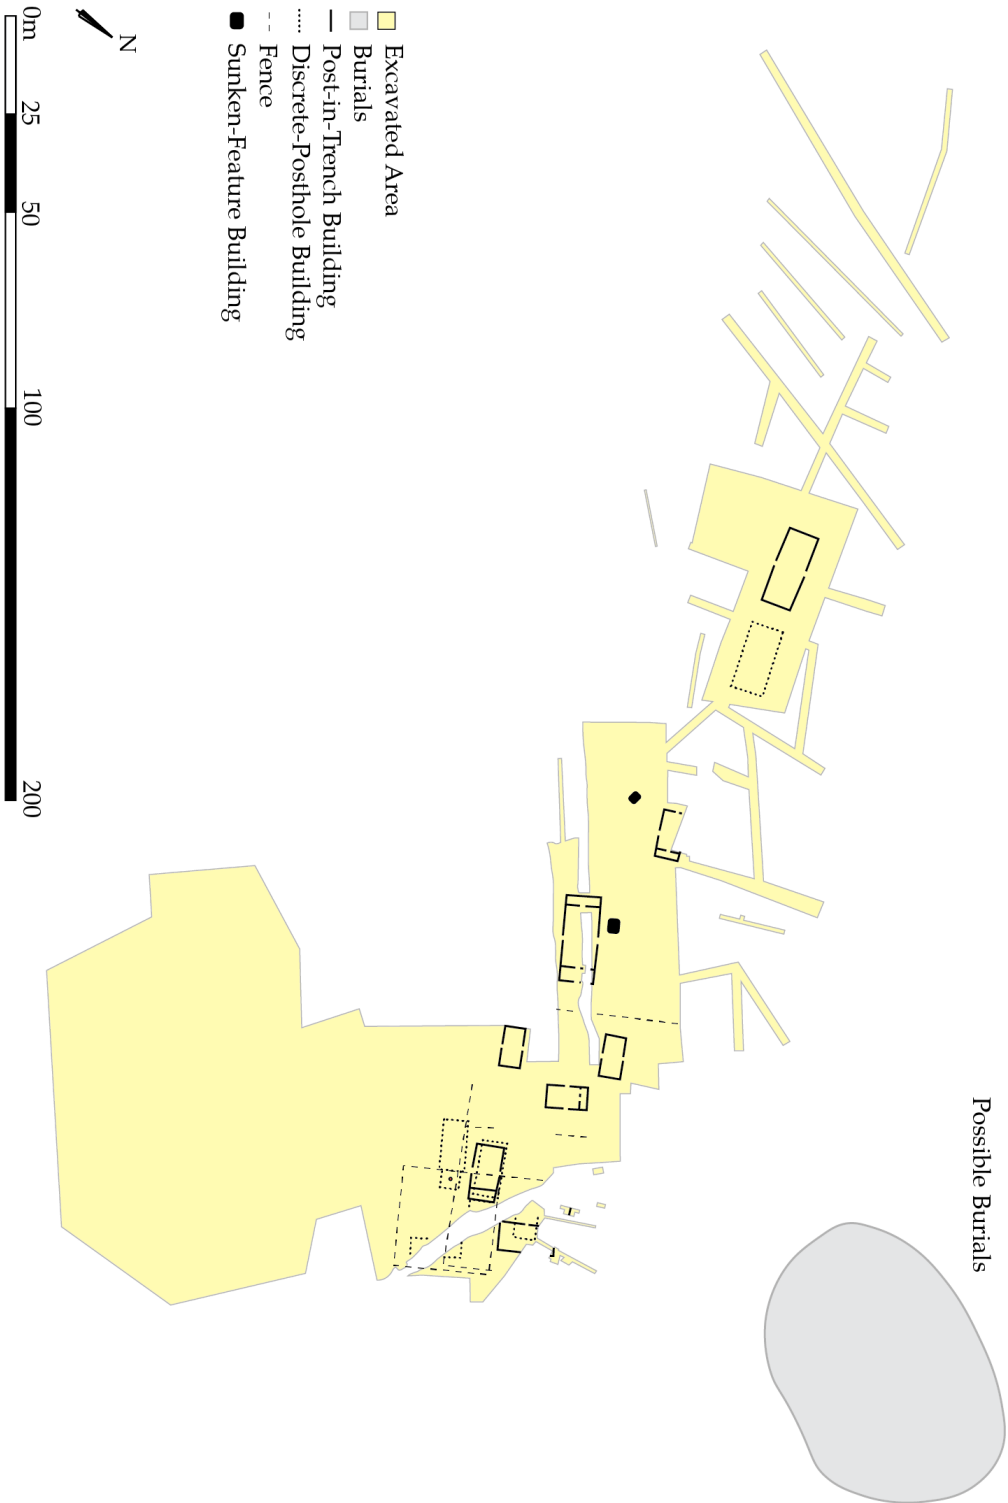 Possible Burials
Excavated Area
Burials
Post-in-Trench Building
Discrete-Posthole Building
Fence
Sunken-Feature Building
N
0m 25 50 100 200